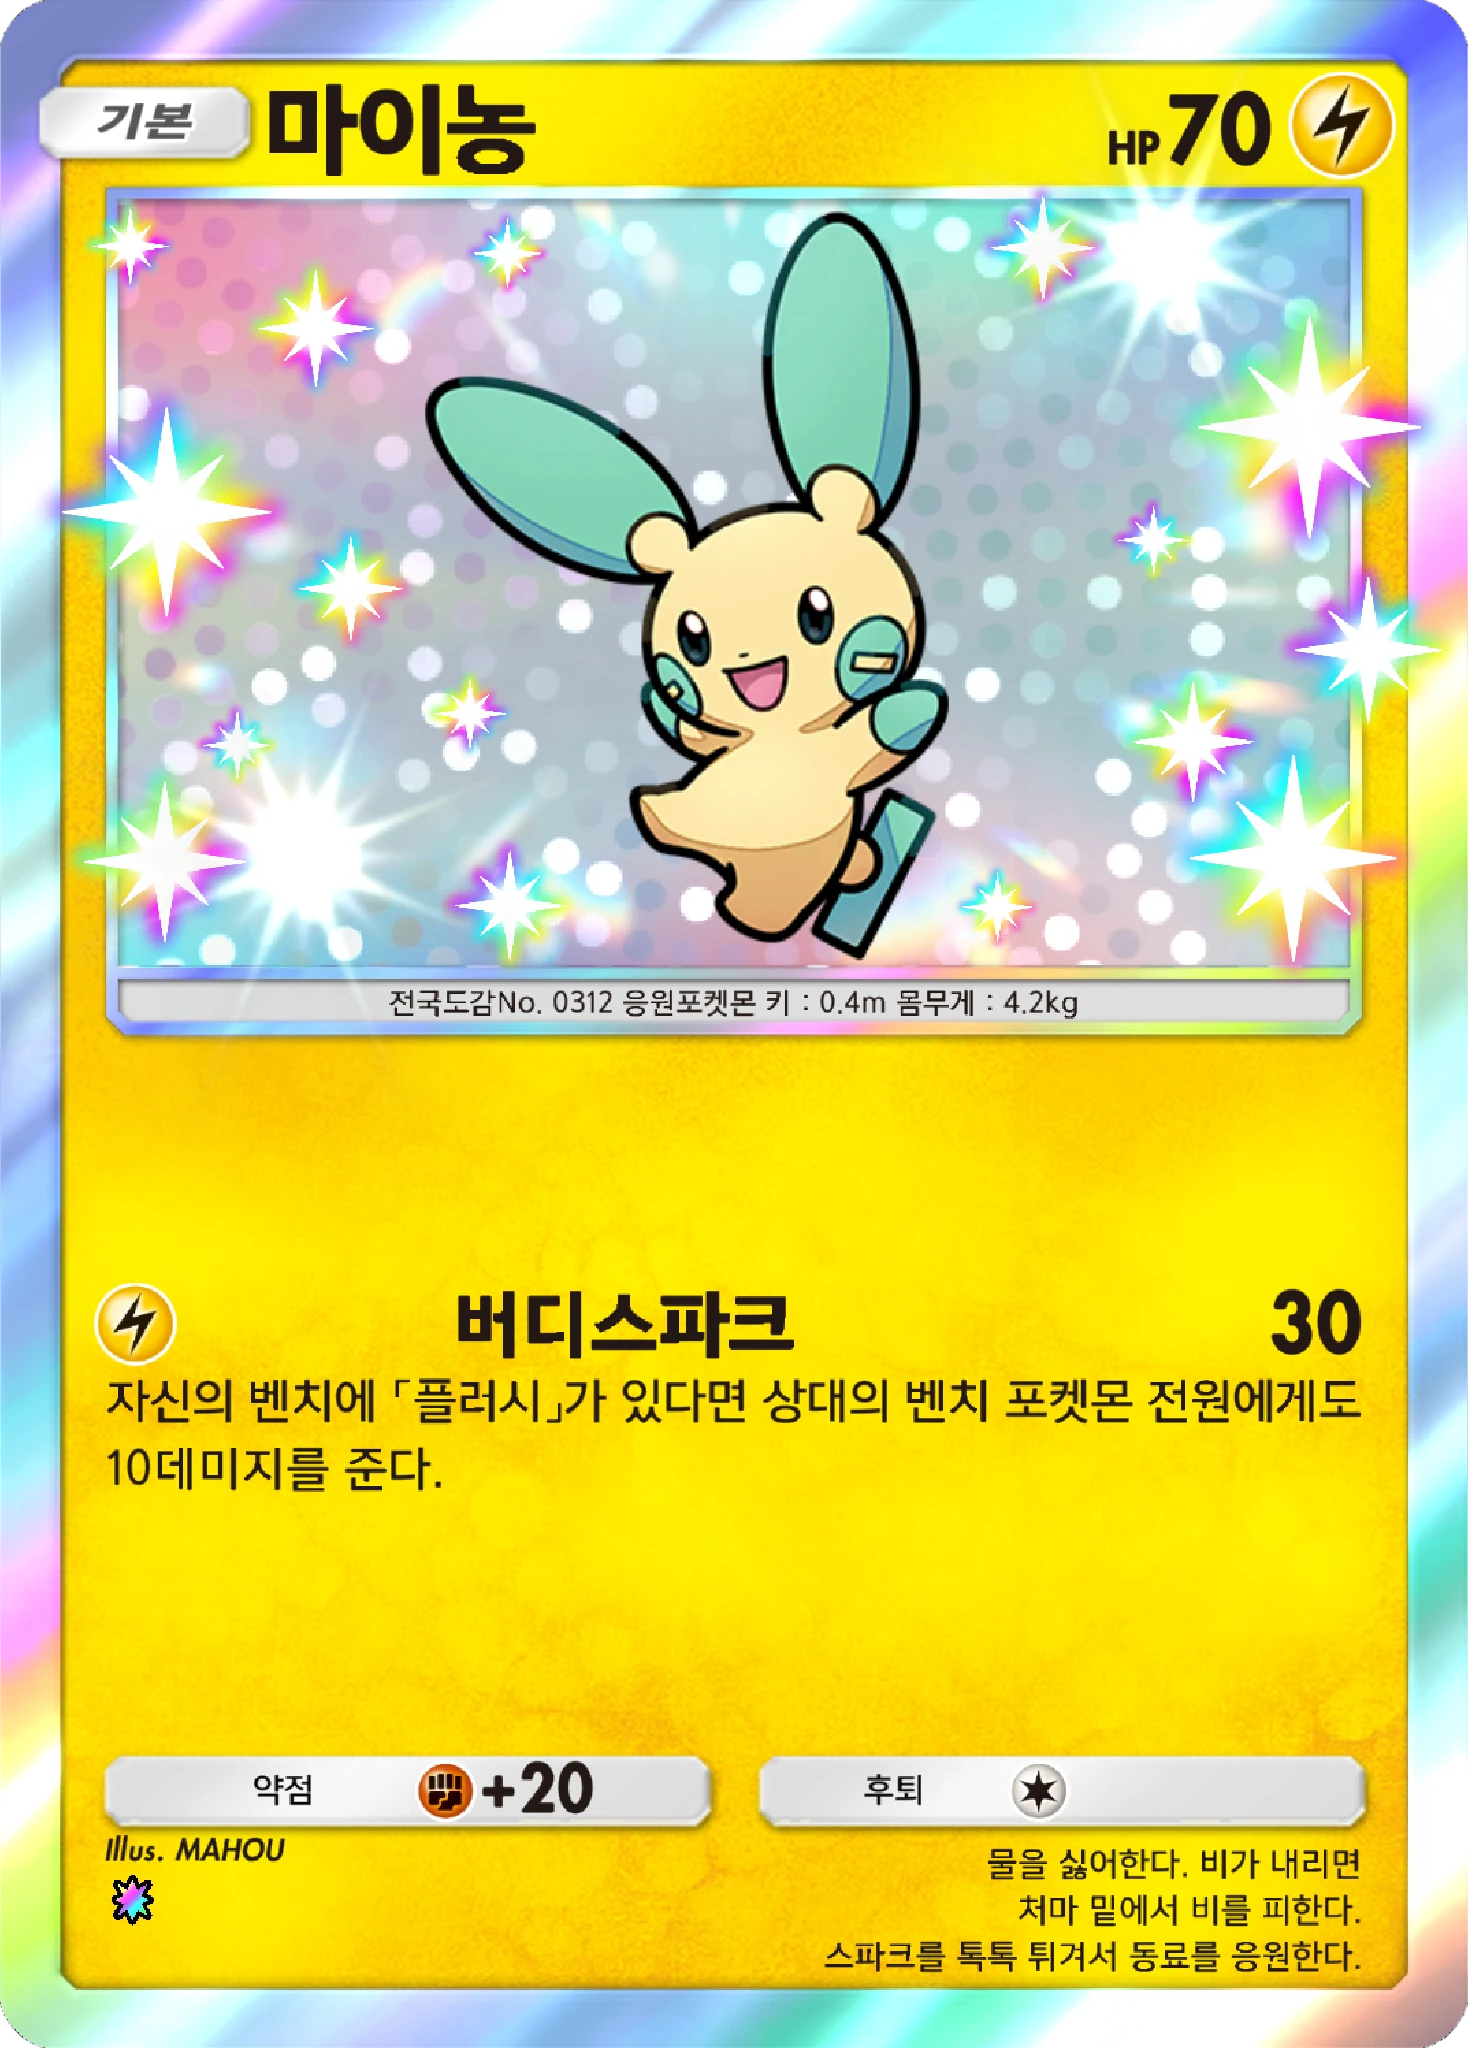 기본 마이농 HP 70
전국도감No. 0312 응원포켓몬 키 : 0.4m 몸무게 : 4.2kg
버디스파크 30
자신의 벤치에 「플러시」가 있다면 상대의 벤치 포켓몬 전원에게도
10데미지를 준다.
약점 +20 후퇴
Illus. MAHOU
물을 싫어한다. 비가 내리면
처마 밑에서 비를 피한다.
스파크를 톡톡 튀겨서 동료를 응원한다.